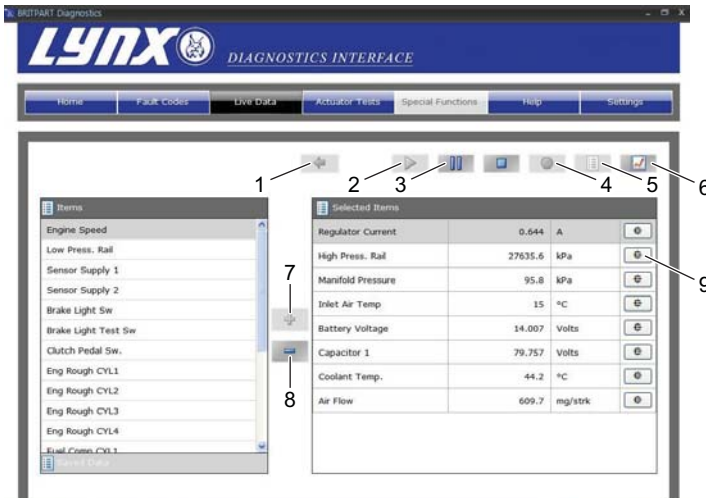 BRITPART Diagnostics
LYNX DIAGNOSTICS INTERFACE
Home Fault Codes Live Data Actuator Tests Special Functions Help Settings
1 2 3 4 5 6
Items
Engine Speed
Low Press. Rail
Sensor Supply 1
Sensor Supply 2
Brake Light Sw
Brake Light Test Sw
Clutch Pedal Sw.
Eng Rough CYL1
Eng Rough CYL2
Eng Rough CYL3
Eng Rough CYL4
Fuel Comp CYL1
Saved Data
7
8
Selected Items
Regulator Current 0.644 A
High Press. Rail 27635.6 kPa
Manifold Pressure 95.8 kPa
Inlet Air Temp 15 °C
Battery Voltage 14.007 Volts
Capacitor 1 79.757 Volts
Coolant Temp. 44.2 °C
Air Flow 609.7 mg/strk
9